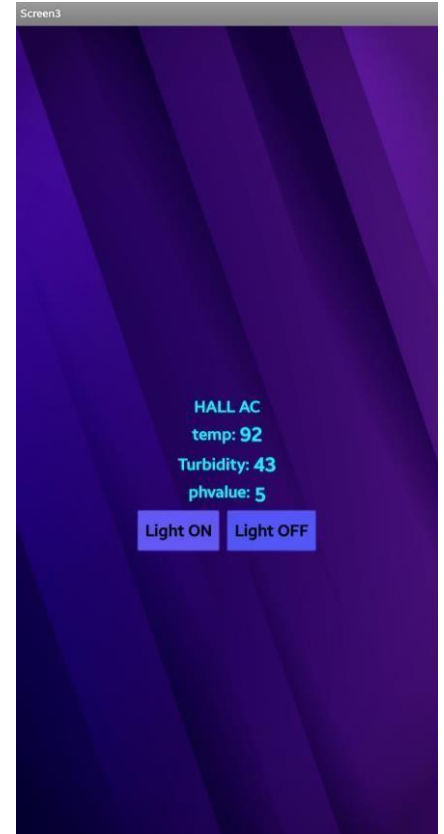 Screen3
HALL AC
temp: 92
Turbidity: 43
phvalue: 5
Light ON Light OFF